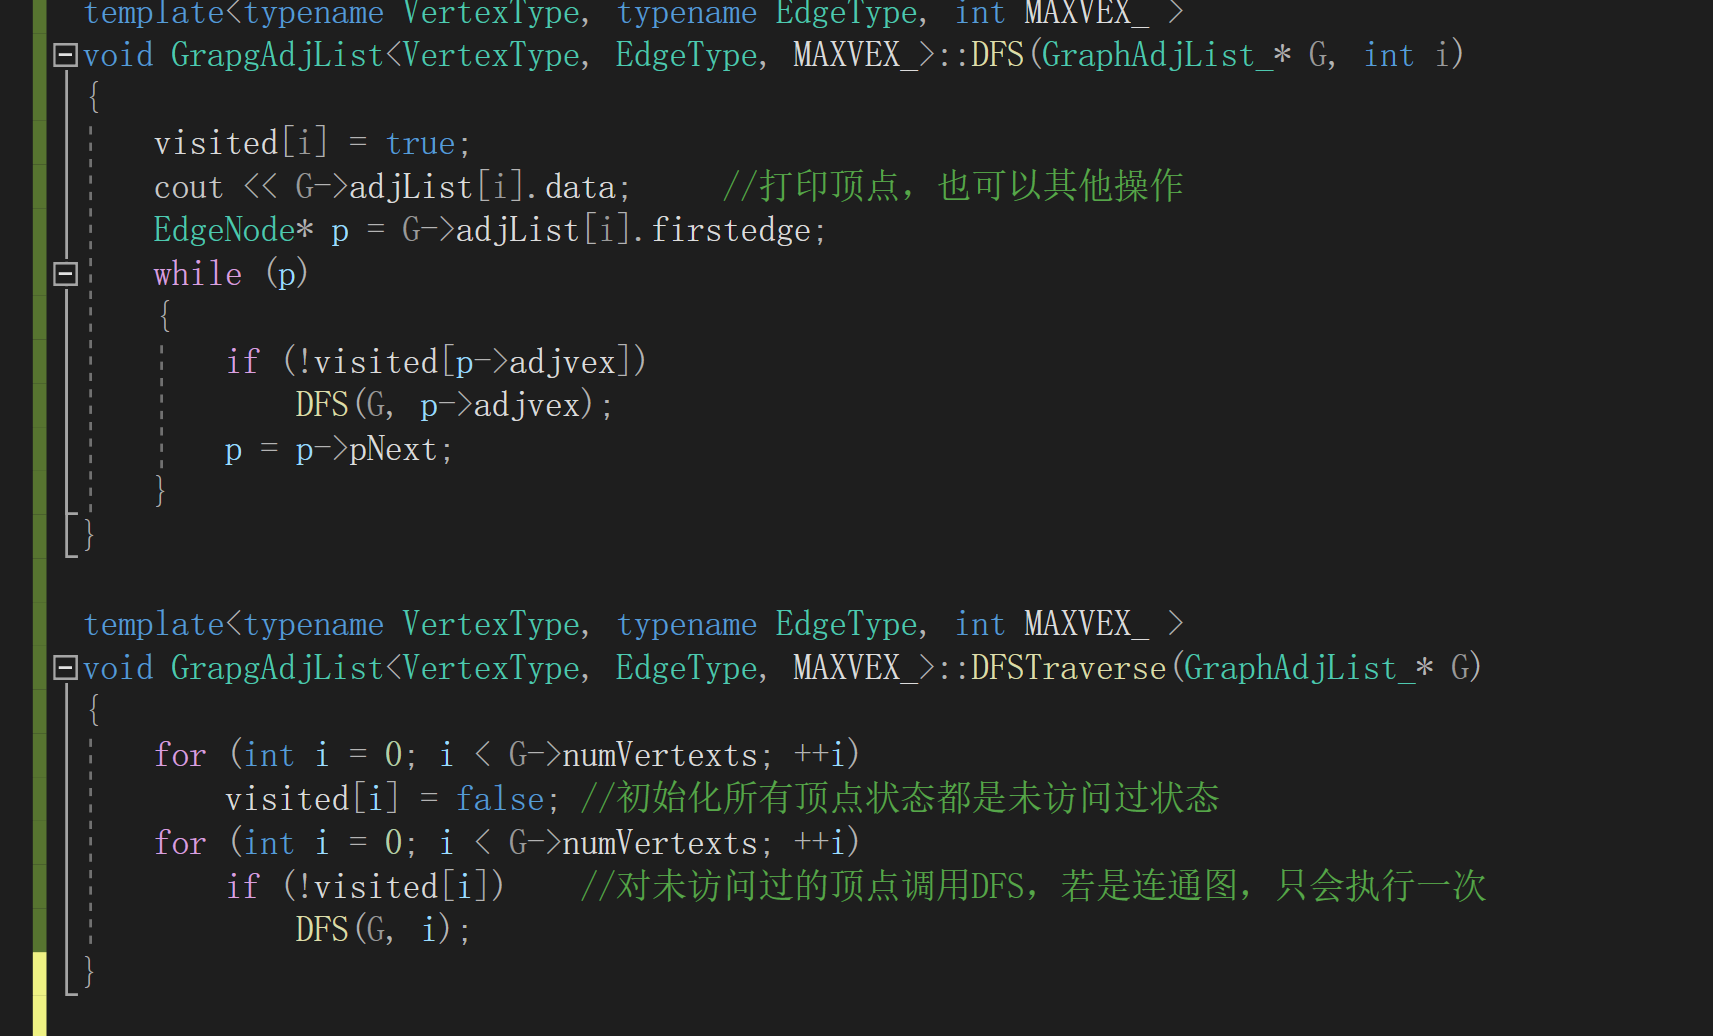 template<typename VertexType, typename EdgeType, int MAXVEX_ >
void GrapgAdjList<VertexType, EdgeType, MAXVEX_>::DFS(GraphAdjList_* G, int i)
{
visited[i] = true;
cout << G->adjList[i].data; //打印顶点，也可以其他操作
EdgeNode* p = G->adjList[i].firstedge;
while (p)
{
if (!visited[p->adjvex])
DFS(G, p->adjvex);
p = p->pNext;
}
}
template<typename VertexType, typename EdgeType, int MAXVEX_ >
void GrapgAdjList<VertexType, EdgeType, MAXVEX_>::DFSTraverse(GraphAdjList_* G)
{
for (int i = 0; i < G->numVertexts; ++i)
visited[i] = false; //初始化所有顶点状态都是未访问过状态
for (int i = 0; i < G->numVertexts; ++i)
if (!visited[i]) //对未访问过的顶点调用DFS，若是连通图，只会执行一次
DFS(G, i);
}